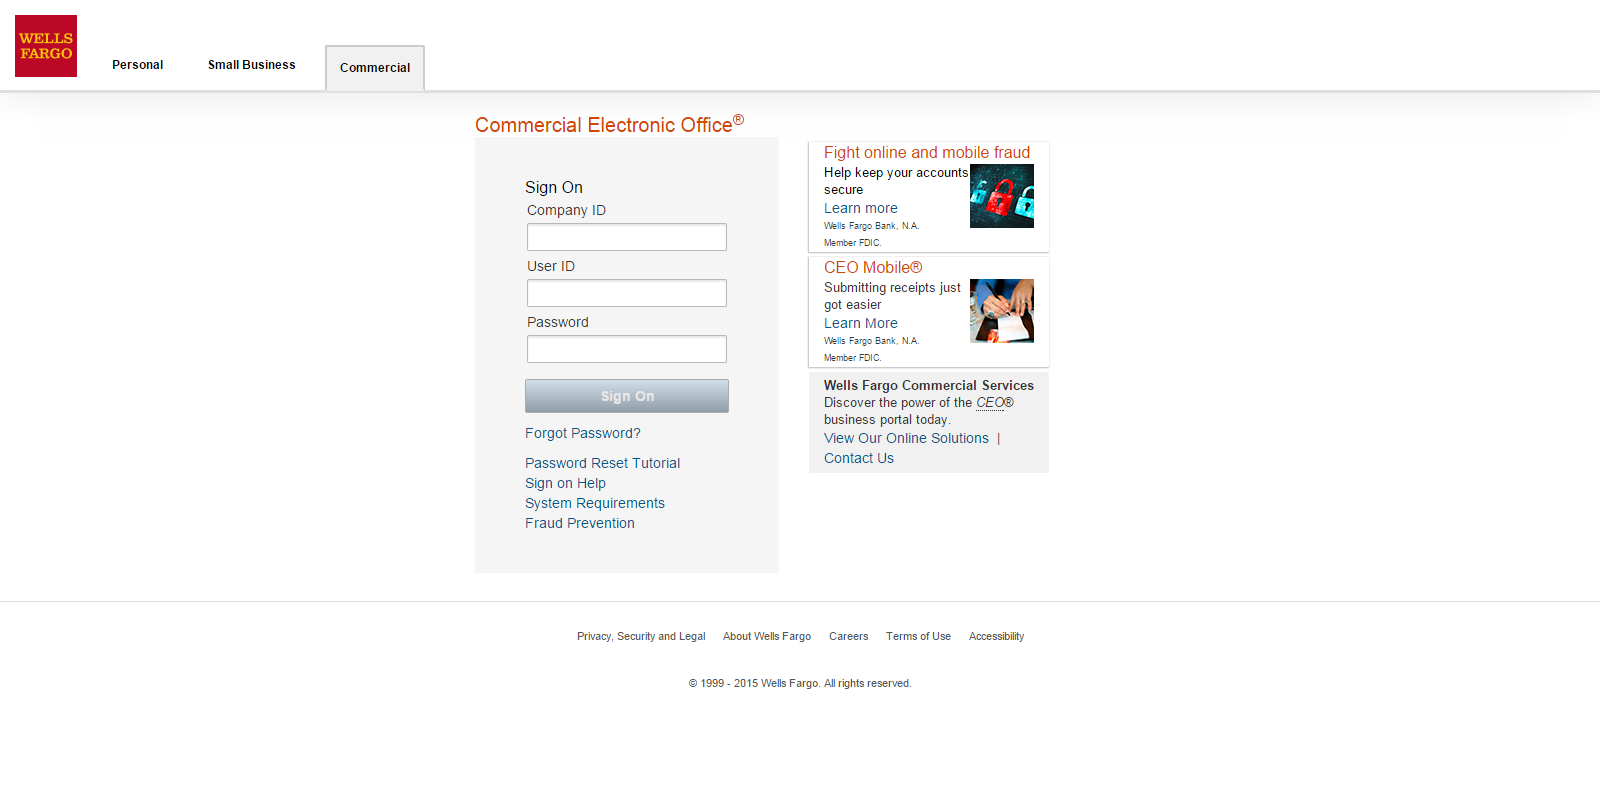 WELLS
FARGO
Personal
Small Business
Commercial
Commercial Electronic Office®
Sign On
Company ID
User ID
Password
Sign On
Forgot Password?
Password Reset Tutorial
Sign on Help
System Requirements
Fraud Prevention
Fight online and mobile fraud
Help keep your accounts
secure
Learn more
Wells Fargo Bank, N.A.
Member FDIC.
CEO Mobile®
Submitting receipts just
got easier
Learn More
Wells Fargo Bank, N.A.
Member FDIC.
Wells Fargo Commercial Services
Discover the power of the CEO®
business portal today.
View Our Online Solutions |
Contact Us
Privacy, Security and Legal About Wells Fargo Careers Terms of Use Accessibility
© 1999 - 2015 Wells Fargo. All rights reserved.